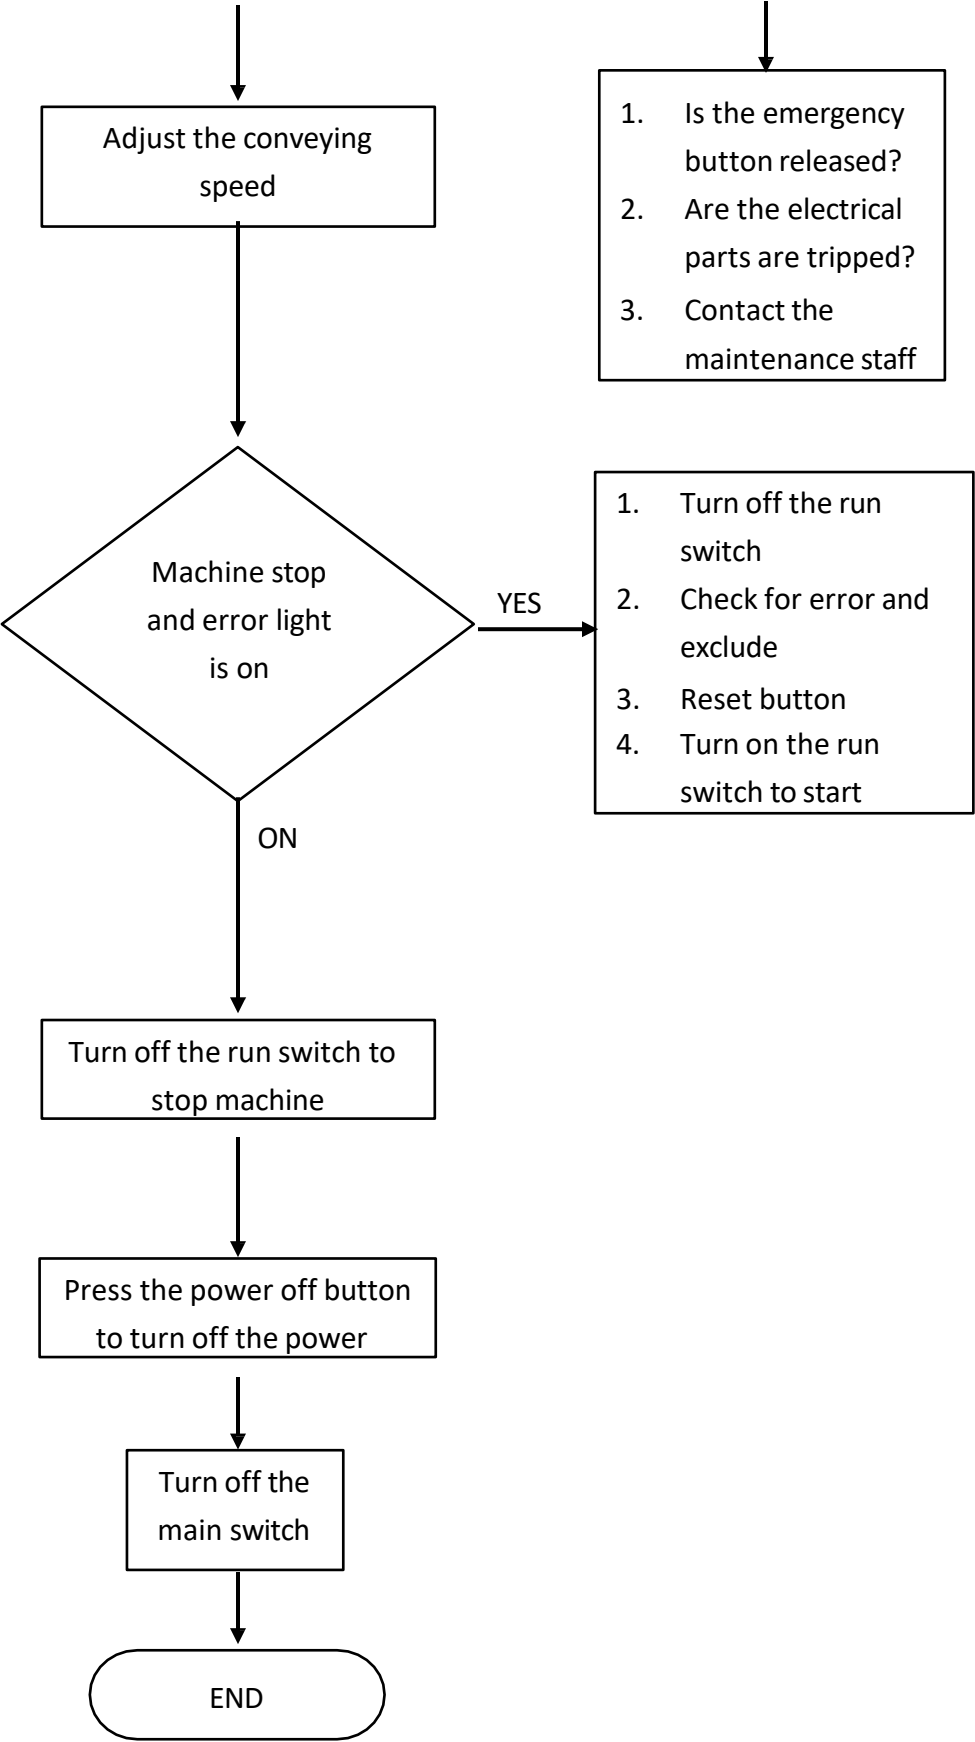 Adjust the conveying
speed
1. Is the emergency
button released?
2. Are the electrical
parts are tripped?
3. Contact the
maintenance staff
Machine stop
and error light
is on
YES
1. Turn off the run
switch
2. Check for error and
exclude
3. Reset button
4. Turn on the run
switch to start
ON
Turn off the run switch to
stop machine
Press the power off button
to turn off the power
Turn off the
main switch
END